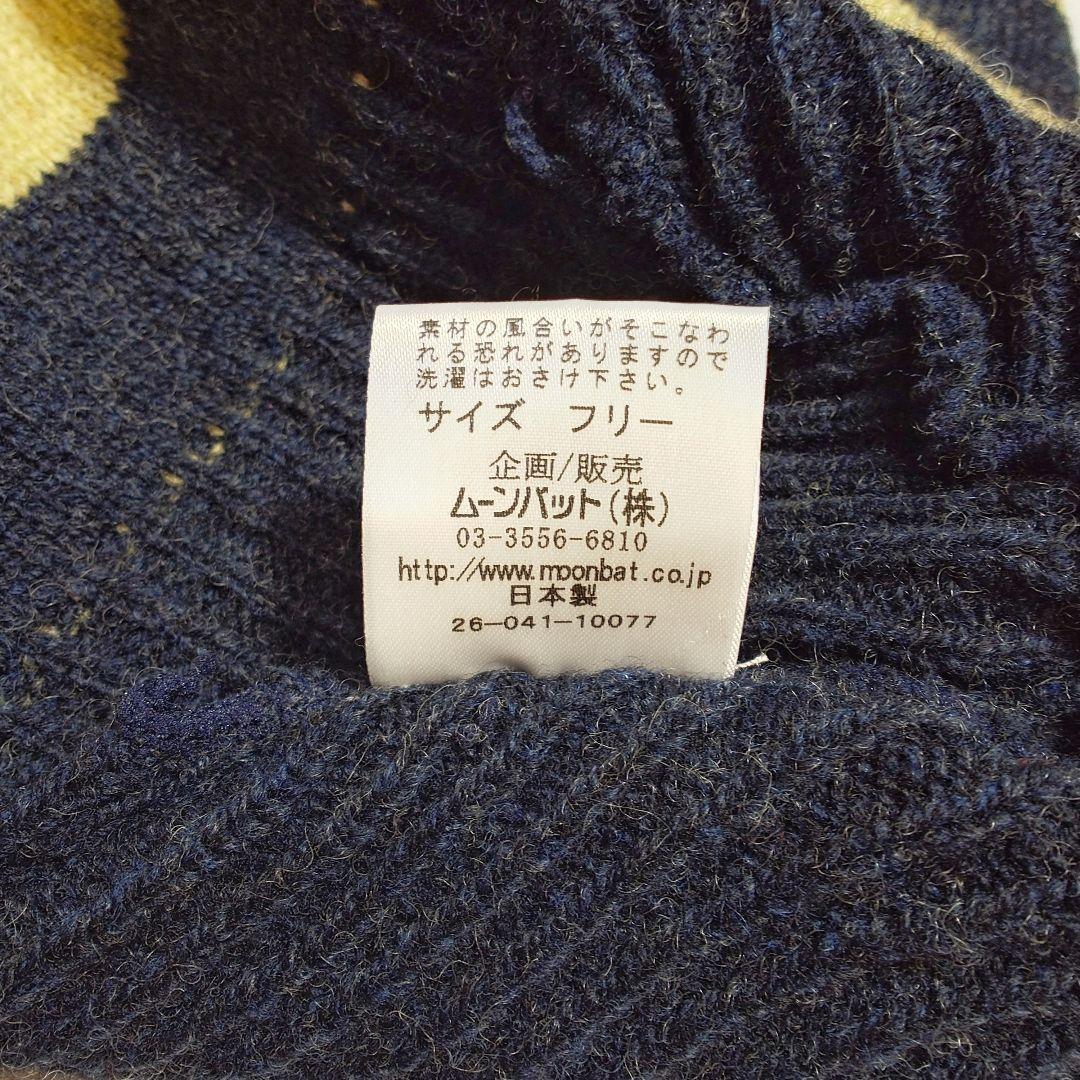 素材の風合いがそこなわ
れる恐れがありますので
洗濯はおさけ下さい。
サイズ　フリー
企画/販売
ムーンバット(株)
03-3556-6810
http://www.moonbat.co.jp
日本製
26-041-10077